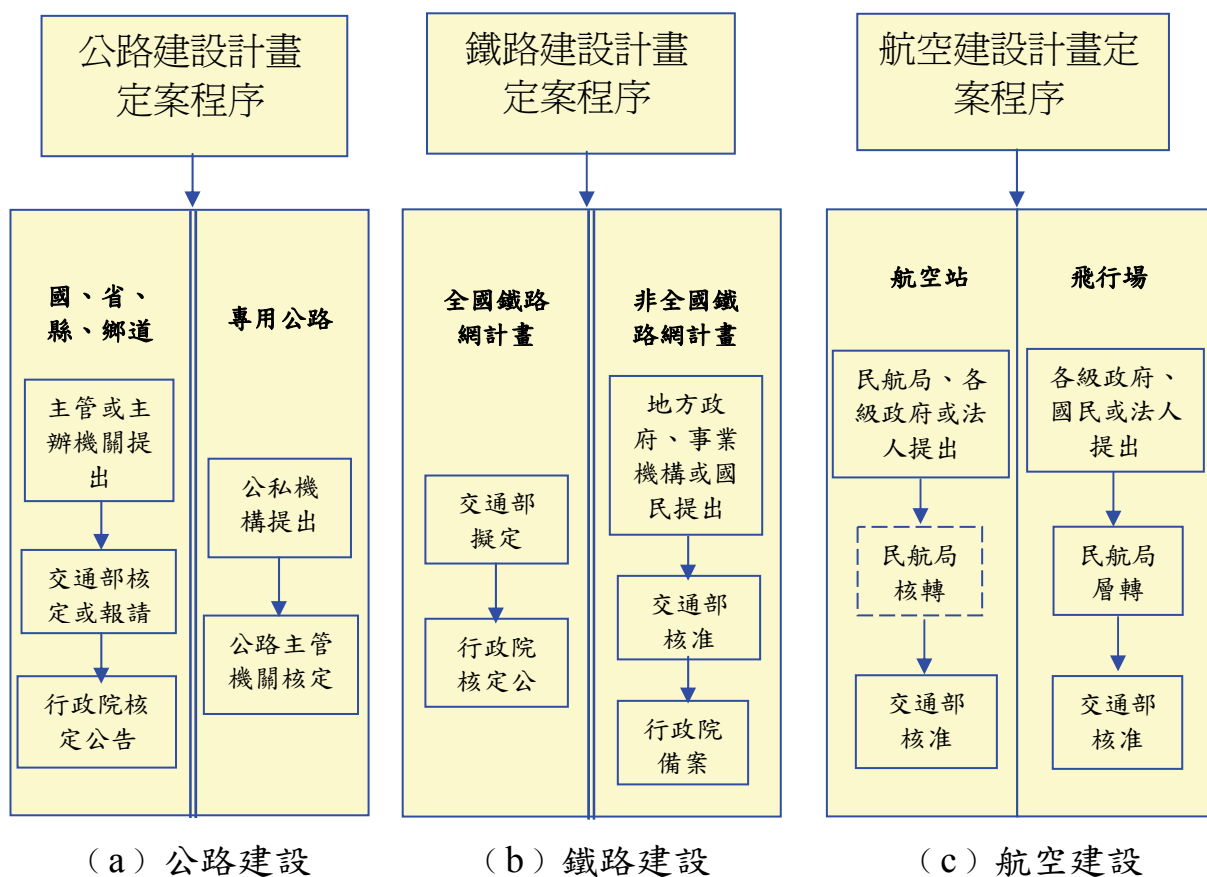 公路建設計畫
定案程序
國、省、
縣、鄉道
主管或主
辦機關提
出
交通部核
定或報請
行政院核
定公告
專用公路
公私機
構提出
公路主管
機關核定
(a)公路建設
鐵路建設計畫
定案程序
全國鐵路
網計畫
交通部
擬定
行政院
核定公
非全國鐵
路網計畫
地方政
府、事業
機構或國
民提出
交通部
核准
行政院
備案
(b)鐵路建設
航空建設計畫定
案程序
航空站
民航局、各
級政府或法
人提出
民航局
核轉
交通部
核准
飛行場
各級政府、
國民或法人
提出
民航局
層轉
交通部
核准
(c)航空建設